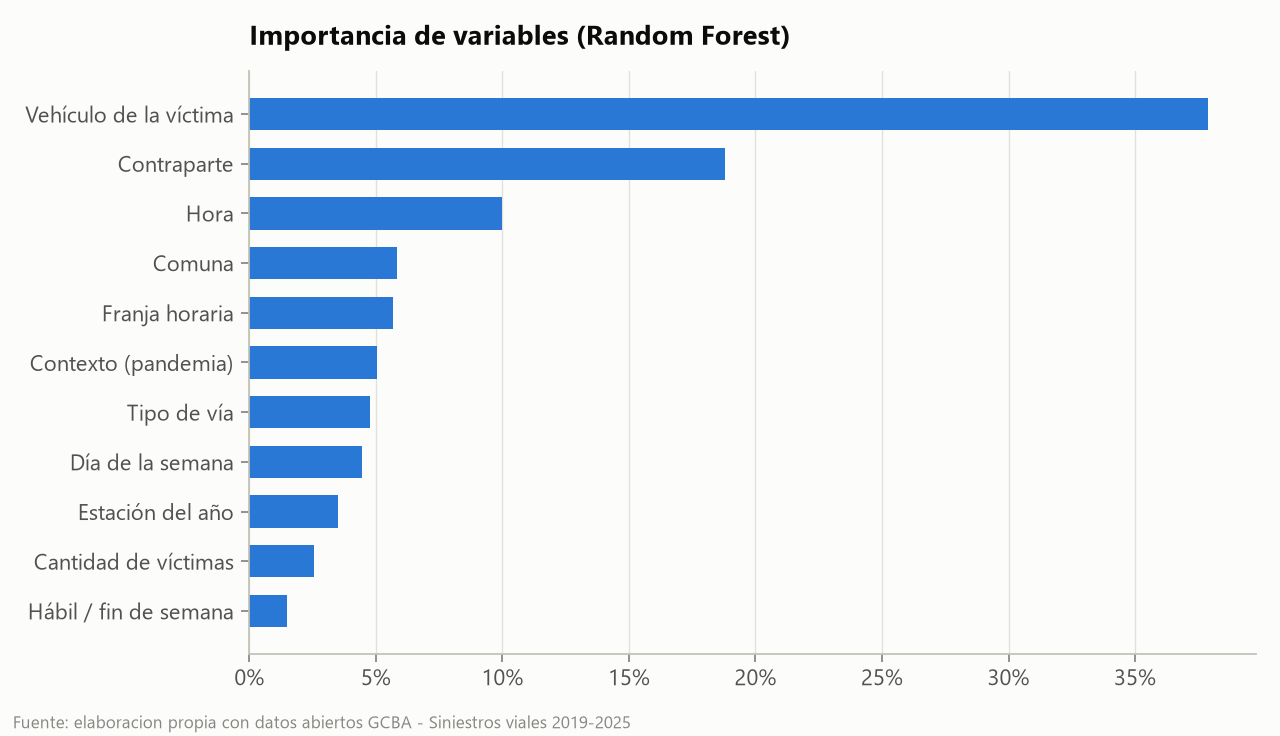 Importancia de variables (Random Forest)
Vehículo de la víctima
Contraparte
Hora
Comuna
Franja horaria
Contexto (pandemia)
Tipo de vía
Día de la semana
Estación del año
Cantidad de víctimas
Hábil / fin de semana
0% 5% 10% 15% 20% 25% 30% 35%
Fuente: elaboracion propia con datos abiertos GCBA - Siniestros viales 2019-2025